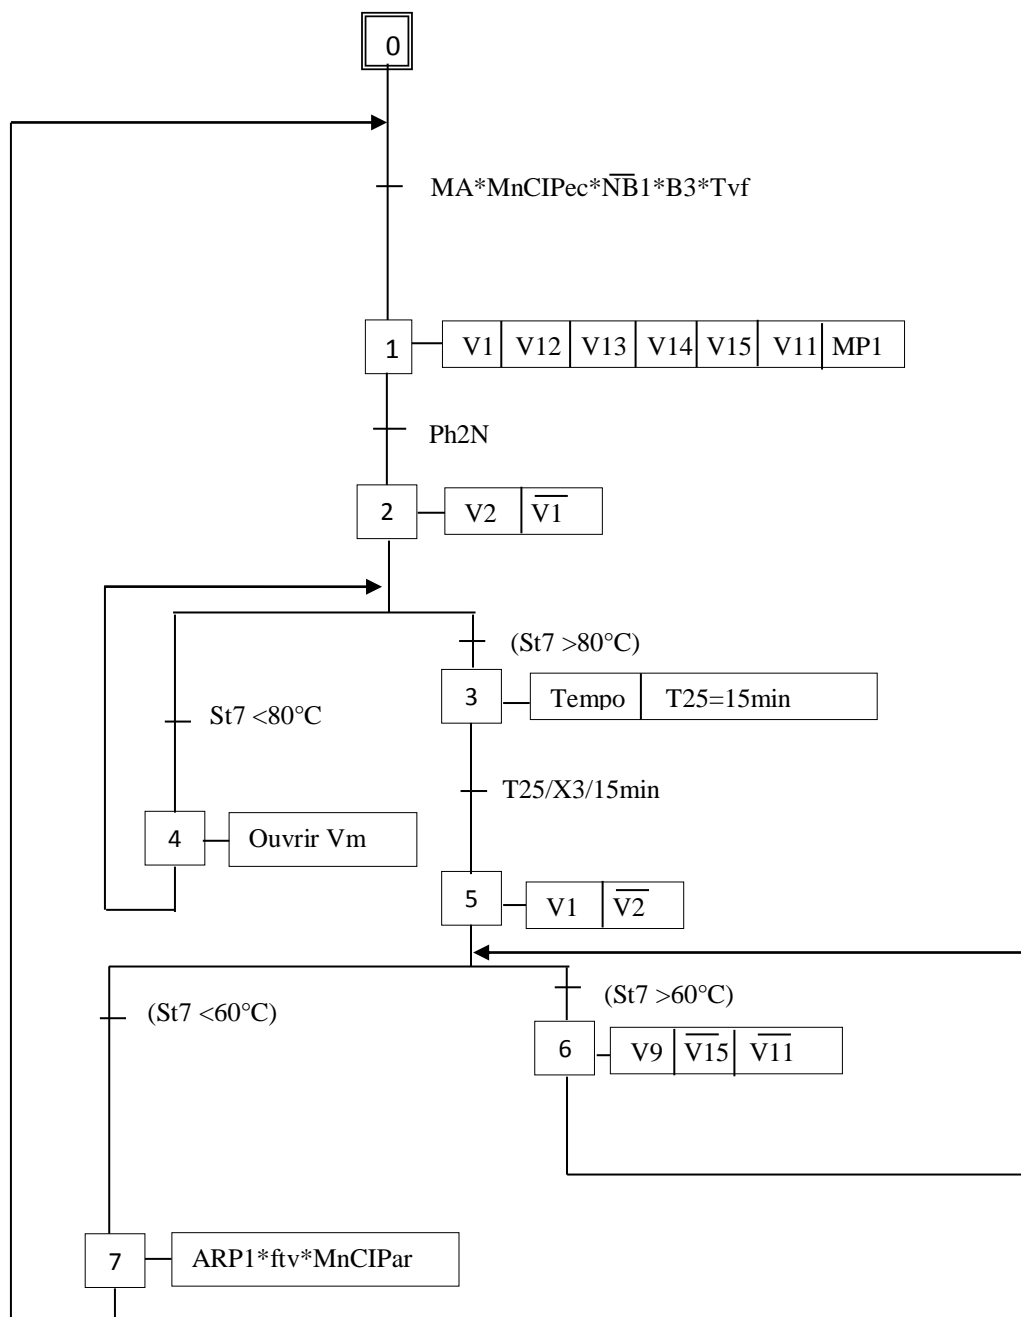 0
MA*MnCIPec*N̅B̅1*B3*Tvf
1 V1 V12 V13 V14 V15 V11 MP1
Ph2N
2 V2 V̅1̅
(St7 >80°C)
3 Tempo T25=15min
St7 <80°C
T25/X3/15min
4 Ouvrir Vm
5 V1 V̅2̅
(St7 <60°C) (St7 >60°C)
6 V9 V̅1̅5̅ V̅1̅1̅
7 ARP1*ftv*MnCIPar